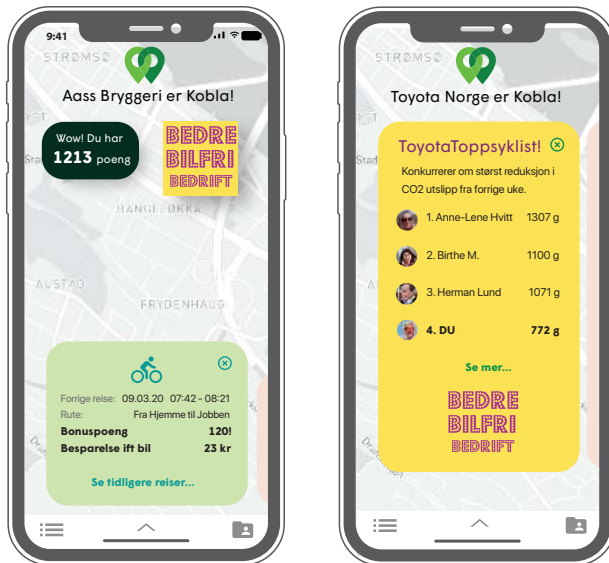 9:41
STRØMSØ
Aass Bryggeri er Kobla!
Wow! Du har
1213 poeng
BEDRE
BILFRI
BEDRIFT
HANGELØKKA
AUSTAD
FRYDENHAUG
Forrige reise: 09.03.20 07:42 - 08:21
Rute: Fra Hjemme til Jobben
Bonuspoeng 120!
Besparelse ift bil 23 kr
Se tidligere reiser...
STRØMSØ
Toyota Norge er Kobla!
ToyotaToppsyklist!
Konkurrerer om størst reduksjon i
CO2 utslipp fra forrige uke.
1. Anne-Lene Hvitt 1307 g
2. Birthe M. 1100 g
3. Herman Lund 1071 g
4. DU 772 g
Se mer...
BEDRE
BILFRI
BEDRIFT